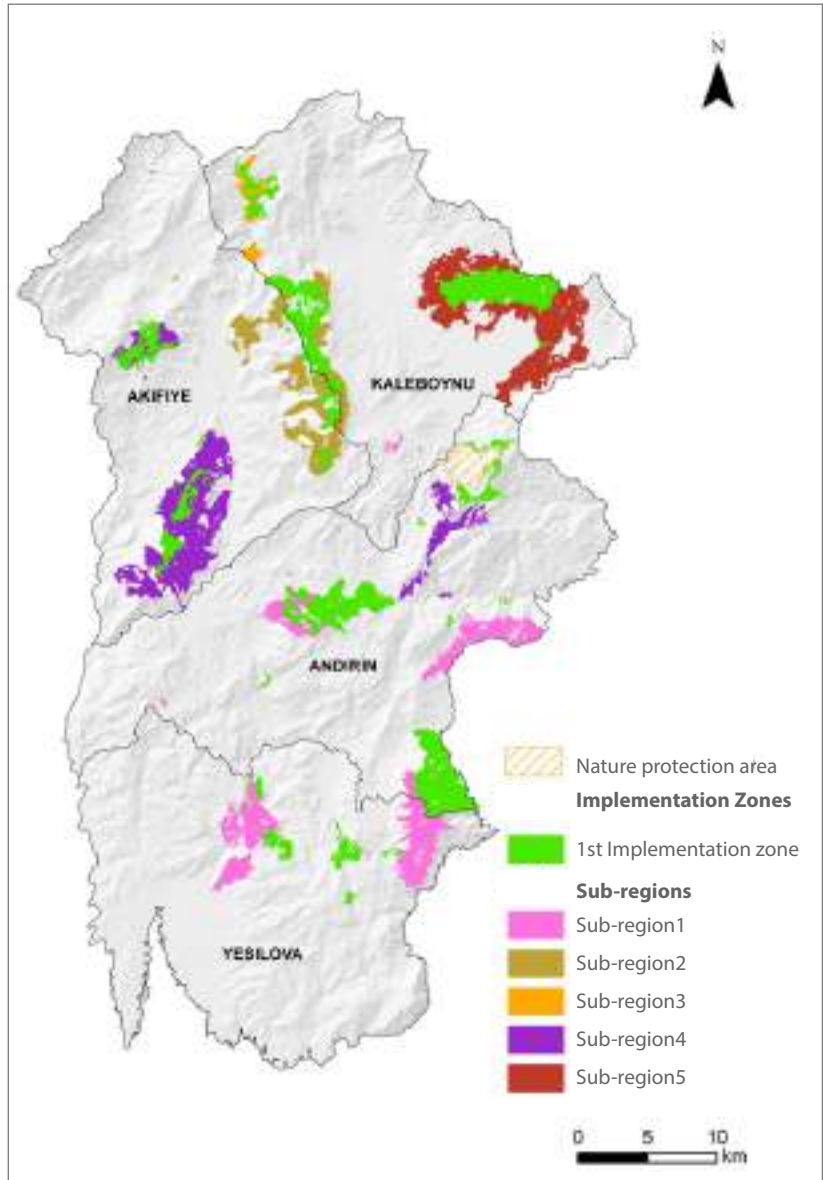 N
KALEBOYNU
AKIFIYE
ANDIRIN
YESILOVA
Nature protection area
Implementation Zones
1st Implementation zone
Sub-regions
Sub-region1
Sub-region2
Sub-region3
Sub-region4
Sub-region5
0 5 10
km